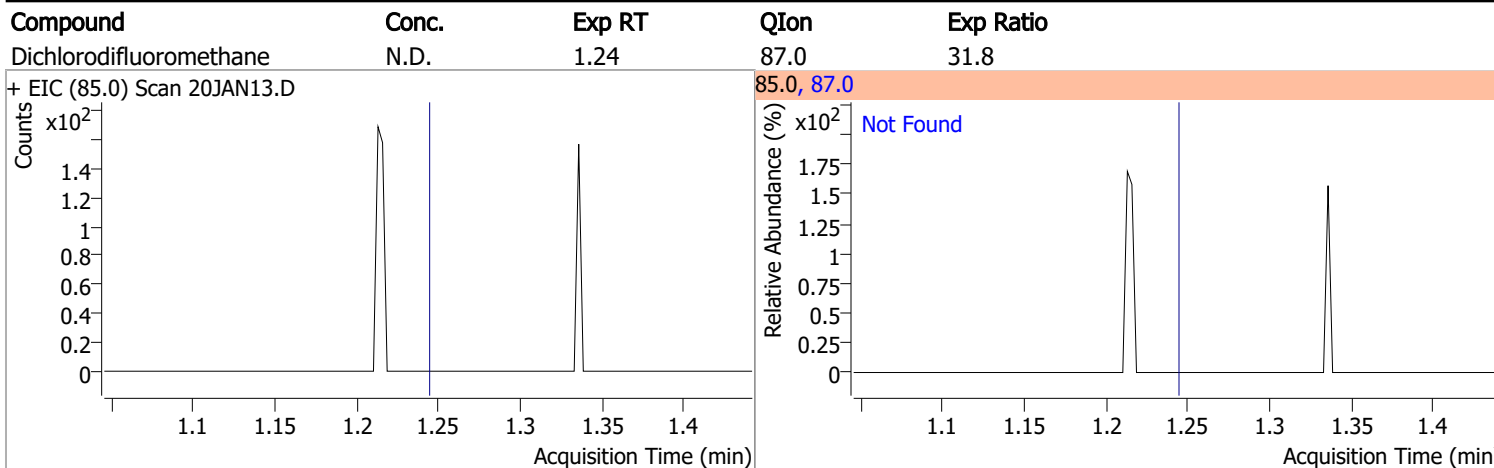 Compound Conc. Exp RT QIon Exp Ratio
Dichlorodifluoromethane N.D. 1.24 87.0 31.8
+ EIC (85.0) Scan 20JAN13.D
Counts
x10²
1.4
1.2
1
0.8
0.6
0.4
0.2
0
1.1 1.15 1.2 1.25 1.3 1.35 1.4
Acquisition Time (min)
85.0, 87.0
Relative Abundance (%)
x10²
Not Found
1.75
1.5
1.25
1
0.75
0.5
0.25
0
1.1 1.15 1.2 1.25 1.3 1.35 1.4
Acquisition Time (min